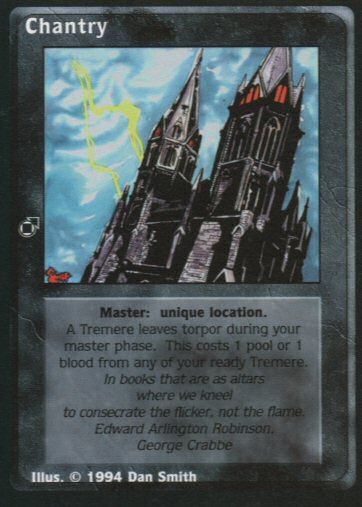 Chantry
Master: unique location.
A Tremere leaves torpor during your
master phase. This costs 1 pool or 1
blood from any of your ready Tremere.
In books that are as altars
where we kneel
to consecrate the flicker, not the flame.
Edward Arlington Robinson,
George Crabbe
Illus. © 1994 Dan Smith